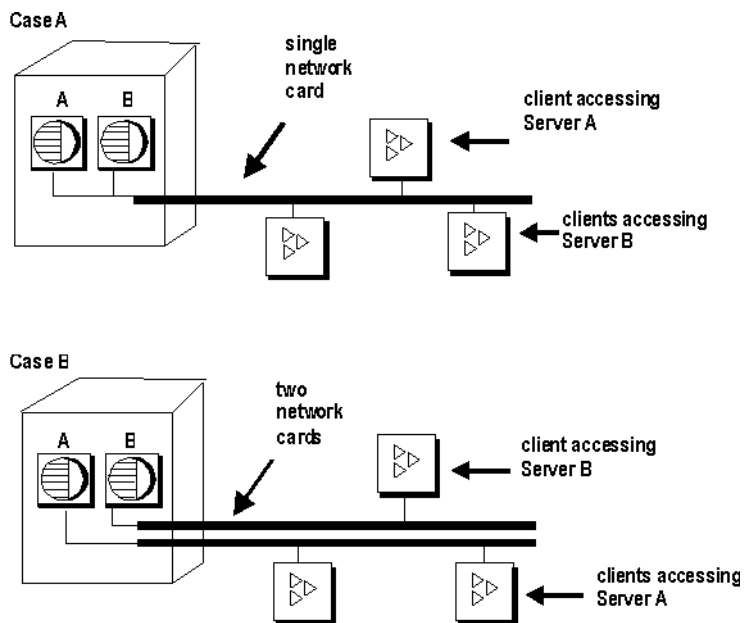 Case A
single
network
card
A B
client accessing
Server A
clients accessing
Server B
Case B
two
network
cards
A B
client accessing
Server B
clients accessing
Server A